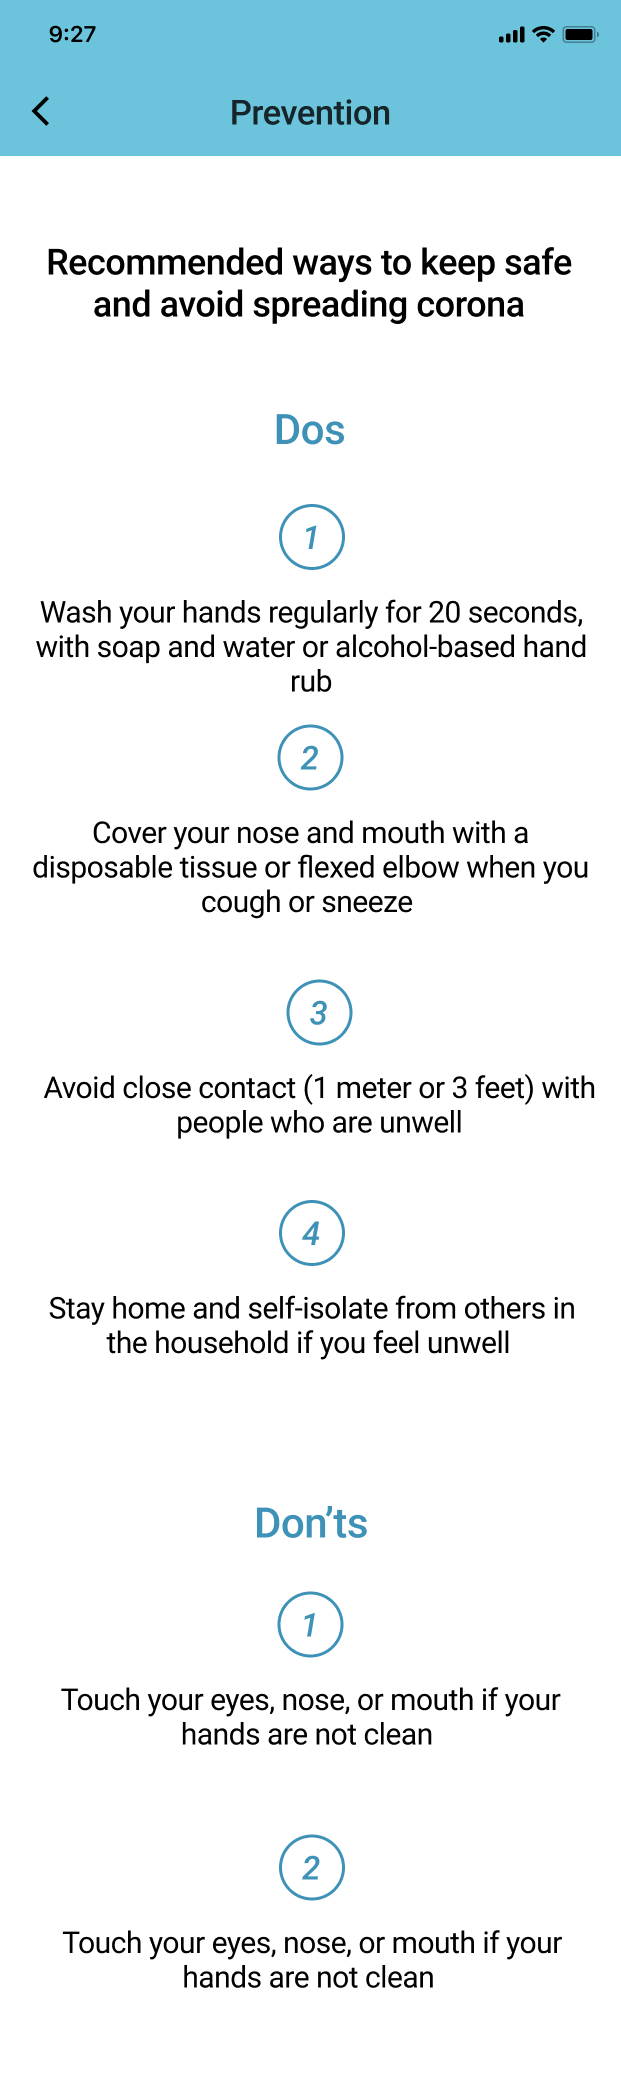 9:27
Prevention
Recommended ways to keep safe
and avoid spreading corona
Dos
1
Wash your hands regularly for 20 seconds,
with soap and water or alcohol-based hand
rub
2
Cover your nose and mouth with a
disposable tissue or flexed elbow when you
cough or sneeze
3
Avoid close contact (1 meter or 3 feet) with
people who are unwell
4
Stay home and self-isolate from others in
the household if you feel unwell
Don’ts
1
Touch your eyes, nose, or mouth if your
hands are not clean
2
Touch your eyes, nose, or mouth if your
hands are not clean